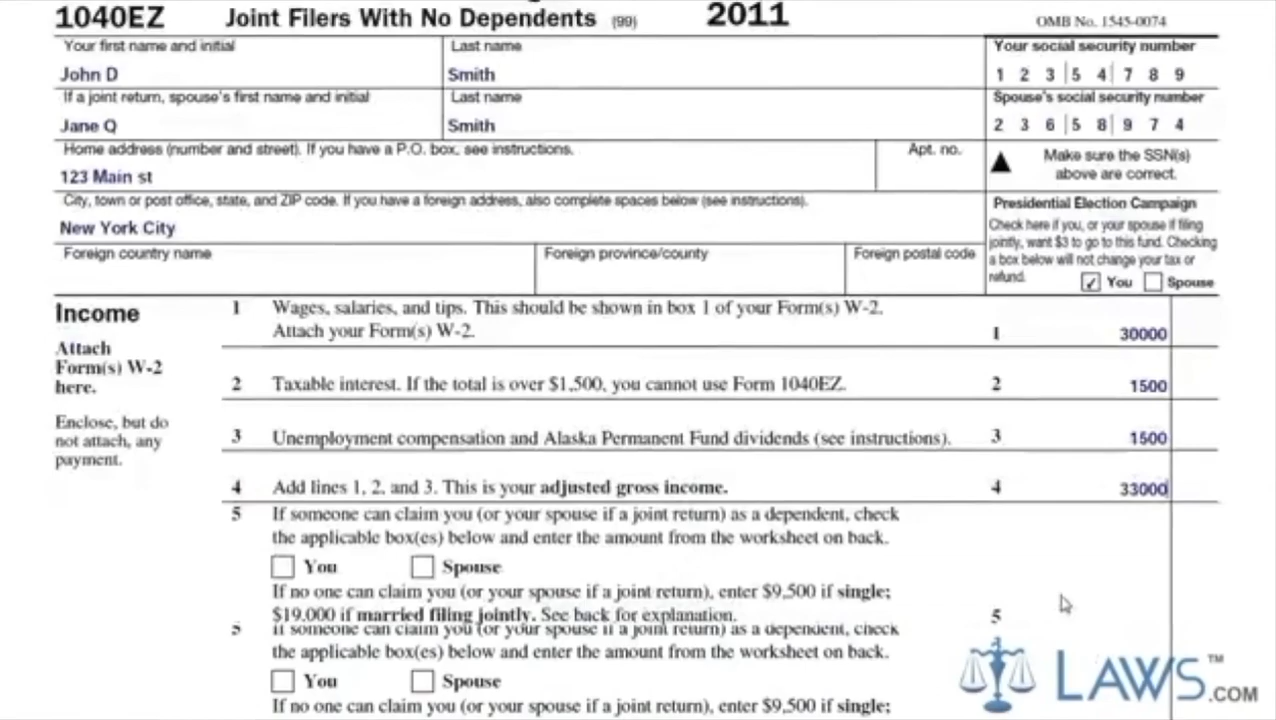 1040EZ Joint Filers With No Dependents (99) 2011 OMB No. 1545-0074
Your first name and initial Last name Your social security number
John D Smith 1 2 3 5 4 7 8 9
If a joint return, spouse's first name and initial Last name Spouse's social security number
Jane Q Smith 2 3 6 5 8 9 7 4
Home address (number and street). If you have a P.O. box, see instructions. Apt. no.
▲ Make sure the SSN(s)
above are correct.
123 Main st
City, town or post office, state, and ZIP code. If you have a foreign address, also complete spaces below (see instructions).
New York City
Presidential Election Campaign
Check here if you, or your spouse if filing
jointly, want $3 to go to this fund. Checking
a box below will not change your tax or
refund. ✓ You Spouse
Foreign country name Foreign province/county Foreign postal code
Income
Attach
Form(s) W-2
here.
Enclose, but do
not attach, any
payment.
1 Wages, salaries, and tips. This should be shown in box 1 of your Form(s) W-2.
Attach your Form(s) W-2. 1 30000
2 Taxable interest. If the total is over $1,500, you cannot use Form 1040EZ. 2 1500
3 Unemployment compensation and Alaska Permanent Fund dividends (see instructions). 3 1500
4 Add lines 1, 2, and 3. This is your adjusted gross income. 4 33000
5 If someone can claim you (or your spouse if a joint return) as a dependent, check
the applicable box(es) below and enter the amount from the worksheet on back.
You Spouse
If no one can claim you (or your spouse if a joint return), enter $9,500 if single;
$19,000 if married filing jointly. See back for explanation. 5
5 If someone can claim you (or your spouse if a joint return) as a dependent, check
the applicable box(es) below and enter the amount from the worksheet on back.
You Spouse
If no one can claim you (or your spouse if a joint return), enter $9,500 if single;
LAWS™.COM